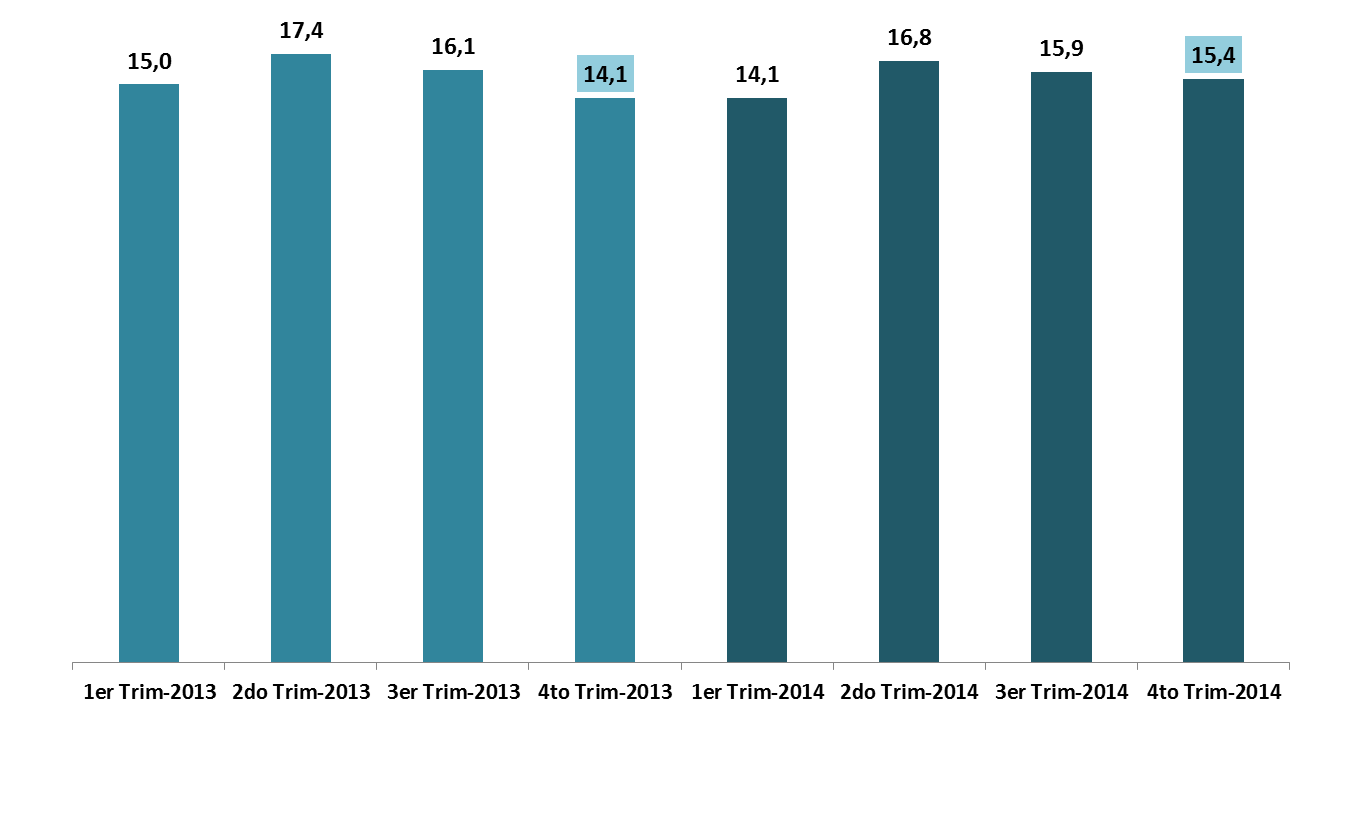 15,0
17,4
16,1
14,1
14,1
16,8
15,9
15,4
1er Trim-2013
2do Trim-2013
3er Trim-2013
4to Trim-2013
1er Trim-2014
2do Trim-2014
3er Trim-2014
4to Trim-2014